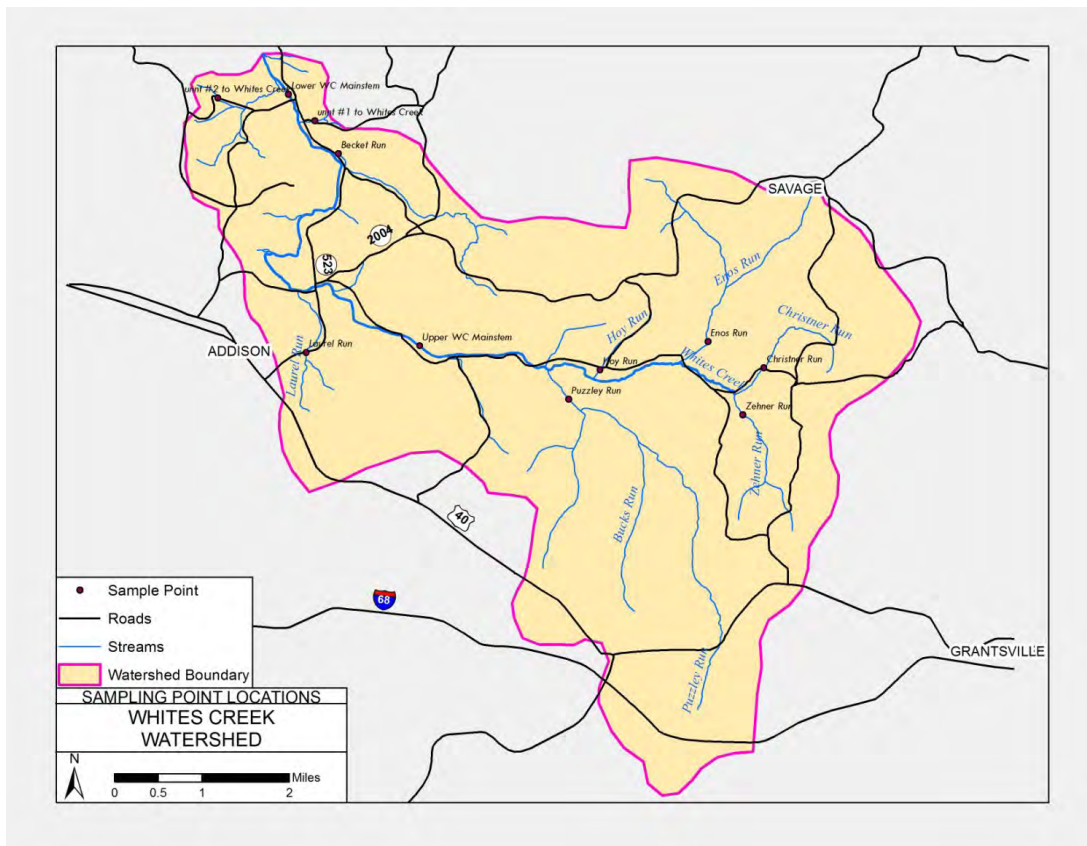 unnt #2 to Whites Creek
Lower WC Mainstem
unnt #1 to Whites Creek
Becket Run
SAVAGE
2004
523
Enos Run
Christner Run
Hoy Run
Upper WC Mainstem
Enos Run
ADDISON
Laurel Run
Laurel Run
Whites Creek
Christner Run
Hoy Run
Puzzley Run
Zehner Run
Zehner Run
Bucks Run
40
68
Puzzley Run
GRANTSVILLE
Sample Point
Roads
Streams
Watershed Boundary
SAMPLING POINT LOCATIONS
WHITES CREEK
WATERSHED
N
Miles
0 0.5 1 2